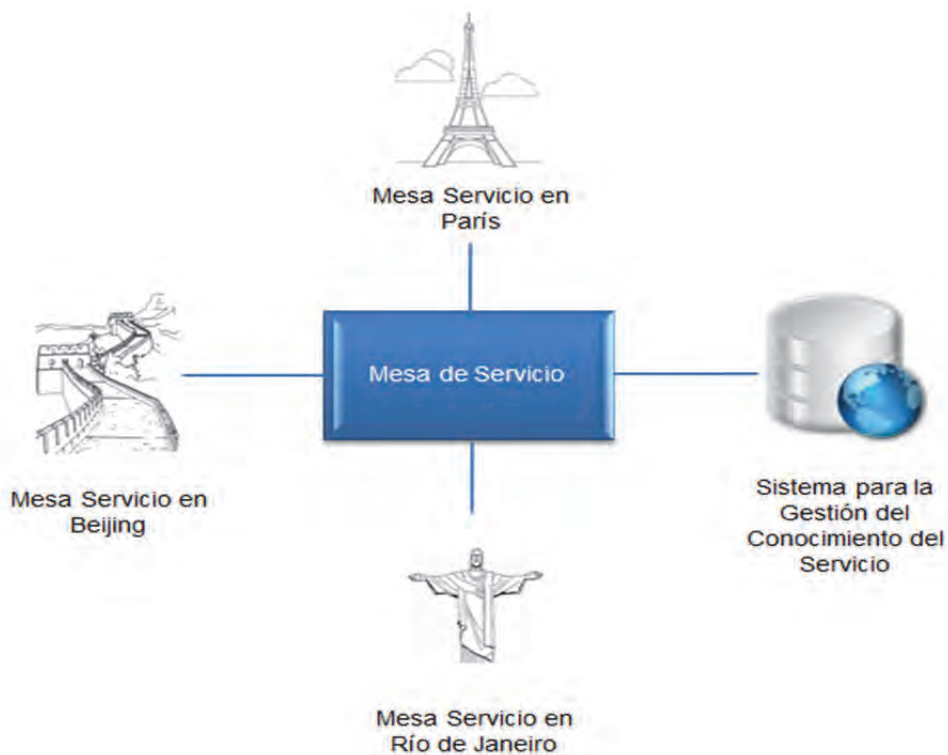 Mesa Servicio en
París
Mesa de Servicio
Mesa Servicio en
Beijing
Sistema para la
Gestión del
Conocimiento del
Servicio
Mesa Servicio en
Río de Janeiro